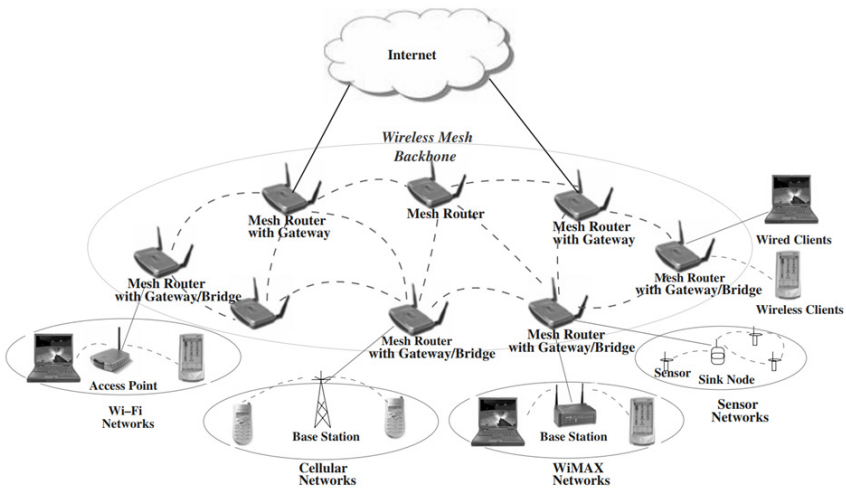 Internet
Wireless Mesh
Backbone
Mesh Router
with Gateway
Mesh Router
Mesh Router
with Gateway
Wired Clients
Mesh Router
with Gateway/Bridge
Mesh Router
with Gateway/Bridge
Wireless Clients
Mesh Router
with Gateway/Bridge
Mesh Router
with Gateway/Bridge
Access Point
Wi–Fi
Networks
Sensor
Sink Node
Sensor
Networks
Base Station
Cellular
Networks
Base Station
WiMAX
Networks